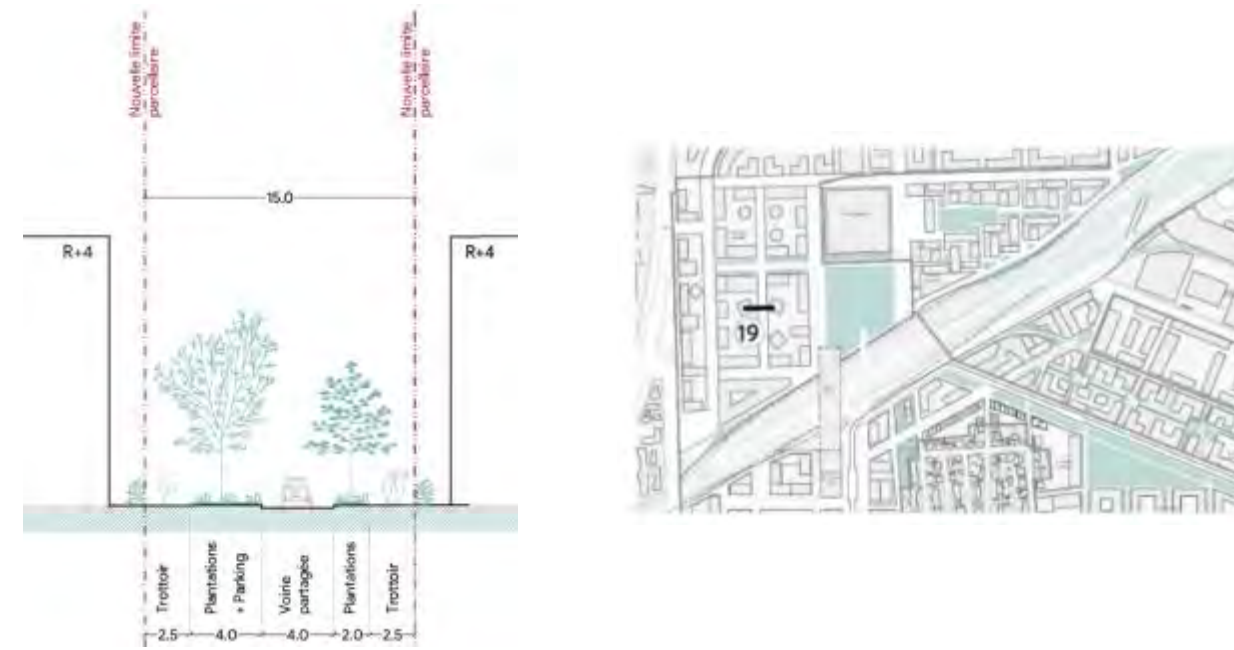 Nouvelle limite
parcellaire
Nouvelle limite
parcellaire
15.0
R+4
R+4
19
Trottoir
Plantations
+ Parking
Voirie
partagée
Plantations
Trottoir
2.5
4.0
4.0
2.0
2.5